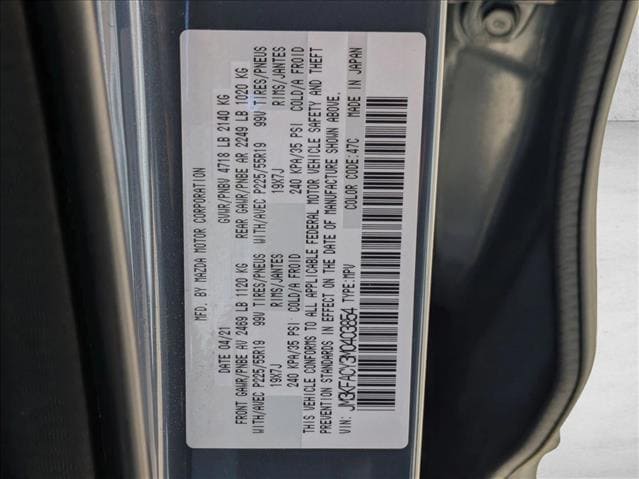 MFD. BY MAZDA MOTOR CORPORATION
DATE 04/21 GVWR/PNBV 4718 LB 2140 KG
FRONT GAWR/PNBE AV 2469 LB 1120 KG REAR GAWR/PNBE AR 2249 LB 1020 KG
WITH/AVEC P225/55R19 99V TIRES/PNEUS WITH/AVEC P225/55R19 99V TIRES/PNEUS
19X7J RIMS/JANTES 19X7J RIMS/JANTES
240 KPA/35 PSI COLD/A FROID 240 KPA/35 PSI COLD/A FROID
THIS VEHICLE CONFORMS TO ALL APPLICABLE FEDERAL MOTOR VEHICLE SAFETY AND THEFT
PREVENTION STANDARDS IN EFFECT ON THE DATE OF MANUFACTURE SHOWN ABOVE.
VIN: JM3KFACY3M0403854 TYPE:MPV COLOR CODE:47C MADE IN JAPAN